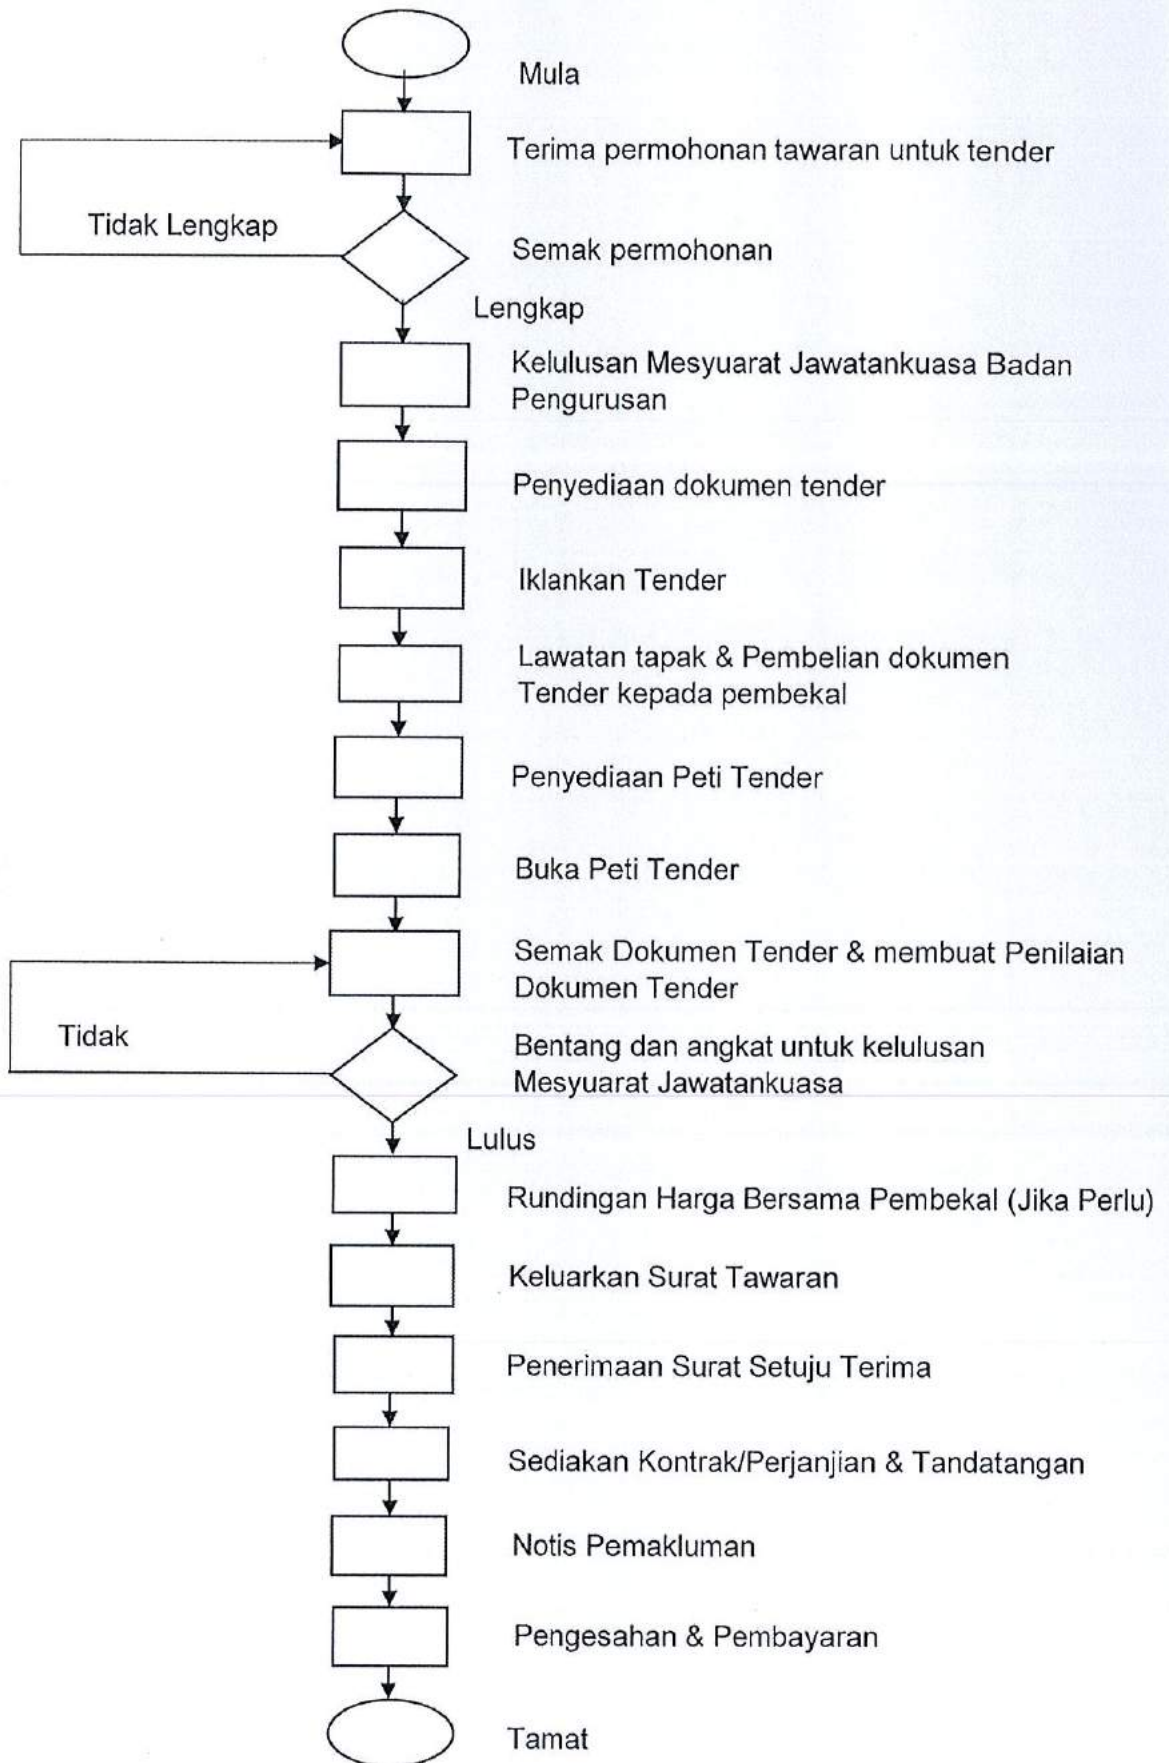 Mula
Terima permohonan tawaran untuk tender
Tidak Lengkap
Semak permohonan
Lengkap
Kelulusan Mesyuarat Jawatankuasa Badan
Pengurusan
Penyediaan dokumen tender
Iklankan Tender
Lawatan tapak & Pembelian dokumen
Tender kepada pembekal
Penyediaan Peti Tender
Buka Peti Tender
Semak Dokumen Tender & membuat Penilaian
Dokumen Tender
Tidak
Bentang dan angkat untuk kelulusan
Mesyuarat Jawatankuasa
Lulus
Rundingan Harga Bersama Pembekal (Jika Perlu)
Keluarkan Surat Tawaran
Penerimaan Surat Setuju Terima
Sediakan Kontrak/Perjanjian & Tandatangan
Notis Pemakluman
Pengesahan & Pembayaran
Tamat